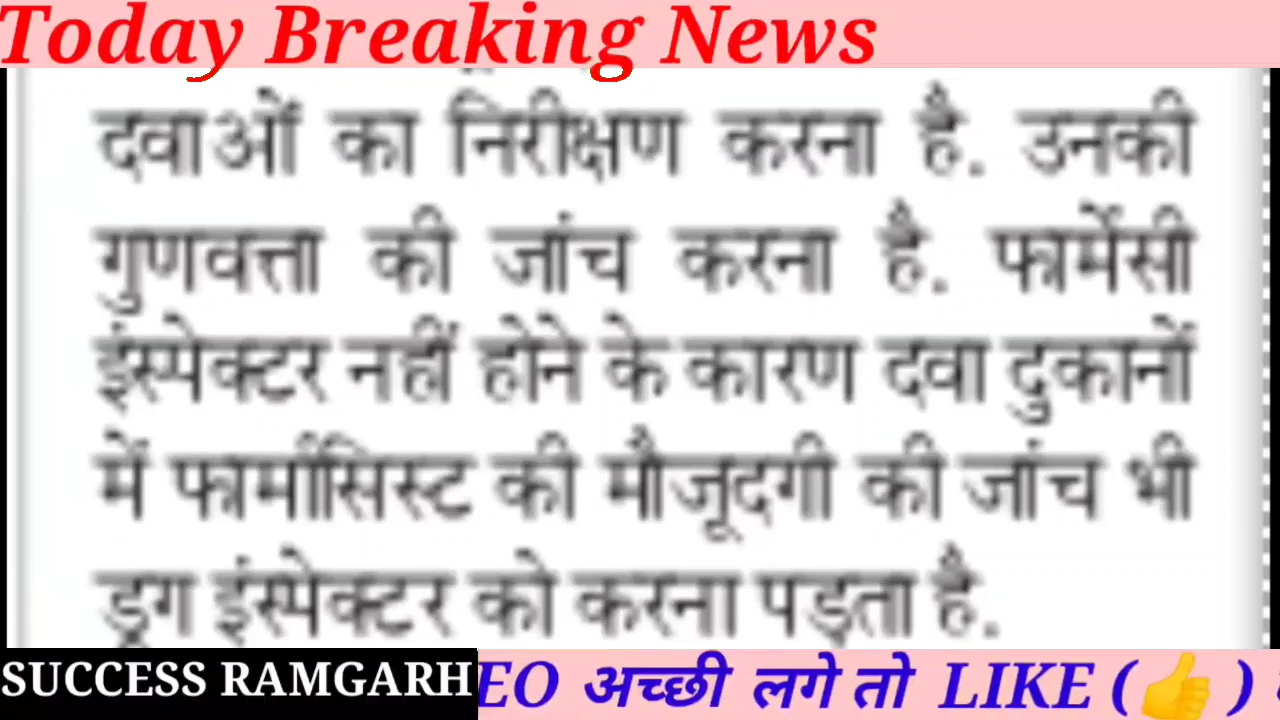 Today Breaking News
दवाओं का निरीक्षण करना है. उनकी
गुणवत्ता की जांच करना है. फार्मेसी
इंस्पेक्टर नहीं होने के कारण दवा दुकानों
में फार्मासिस्ट की मौजूदगी की जांच भी
ड्रग इंस्पेक्टर को करना पड़ता है.
SUCCESS RAMGARH
EO अच्छी लगे तो LIKE (👍)